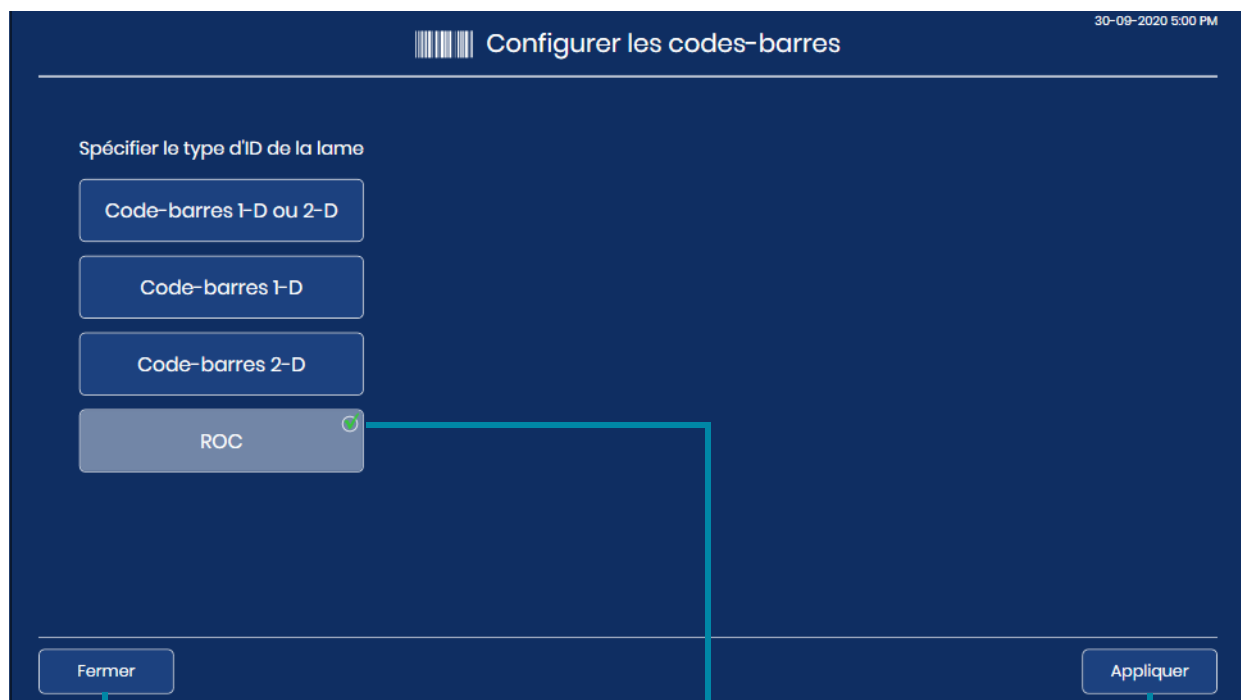 30-09-2020 5:00 PM
Configurer les codes-barres
Spécifier le type d'ID de la lame
Code-barres 1-D ou 2-D
Code-barres 1-D
Code-barres 2-D
ROC
Fermer
Appliquer